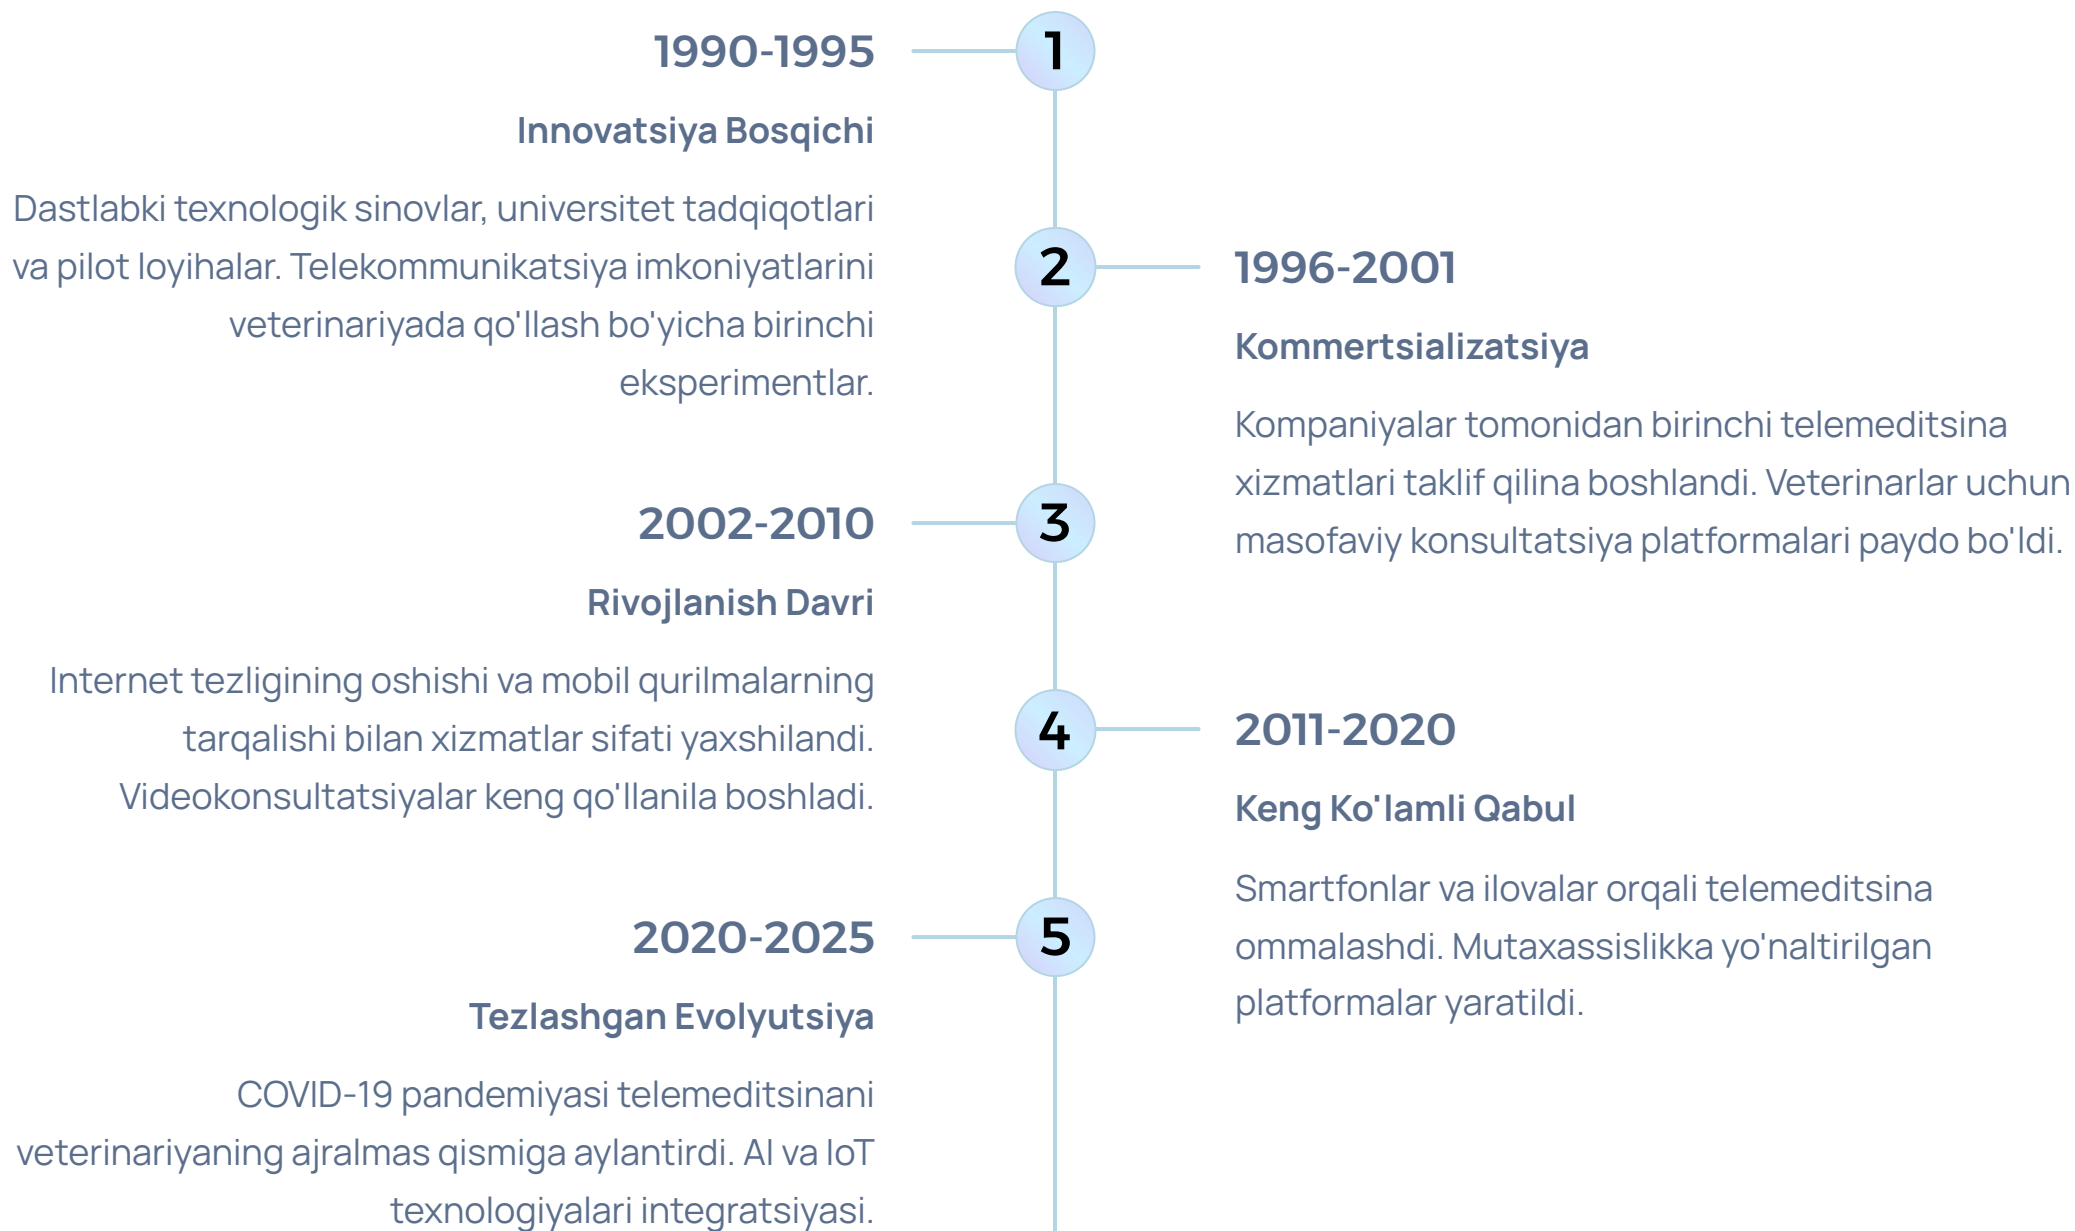 1
1990-1995
Innovatsiya Bosqichi
Dastlabki texnologik sinovlar, universitet tadqiqotlari
va pilot loyihalar. Telekommunikatsiya imkoniyatlarini
veterinariyada qo'llash bo'yicha birinchi
eksperimentlar.
2
1996-2001
Kommertsializatsiya
Kompaniyalar tomonidan birinchi telemeditsina
xizmatlari taklif qilina boshlandi. Veterinarlar uchun
masofaviy konsultatsiya platformalari paydo bo'ldi.
3
2002-2010
Rivojlanish Davri
Internet tezligining oshishi va mobil qurilmalarning
tarqalishi bilan xizmatlar sifati yaxshilandi.
Videokonsultatsiyalar keng qo'llanila boshladi.
4
2011-2020
Keng Ko'lamli Qabul
Smartfonlar va ilovalar orqali telemeditsina
ommalashdi. Mutaxassislikka yo'naltirilgan
platformalar yaratildi.
5
2020-2025
Tezlashgan Evolyutsiya
COVID-19 pandemiyasi telemeditsinani
veterinariyaning ajralmas qismiga aylantirdi. AI va IoT
texnologiyalari integratsiyasi.